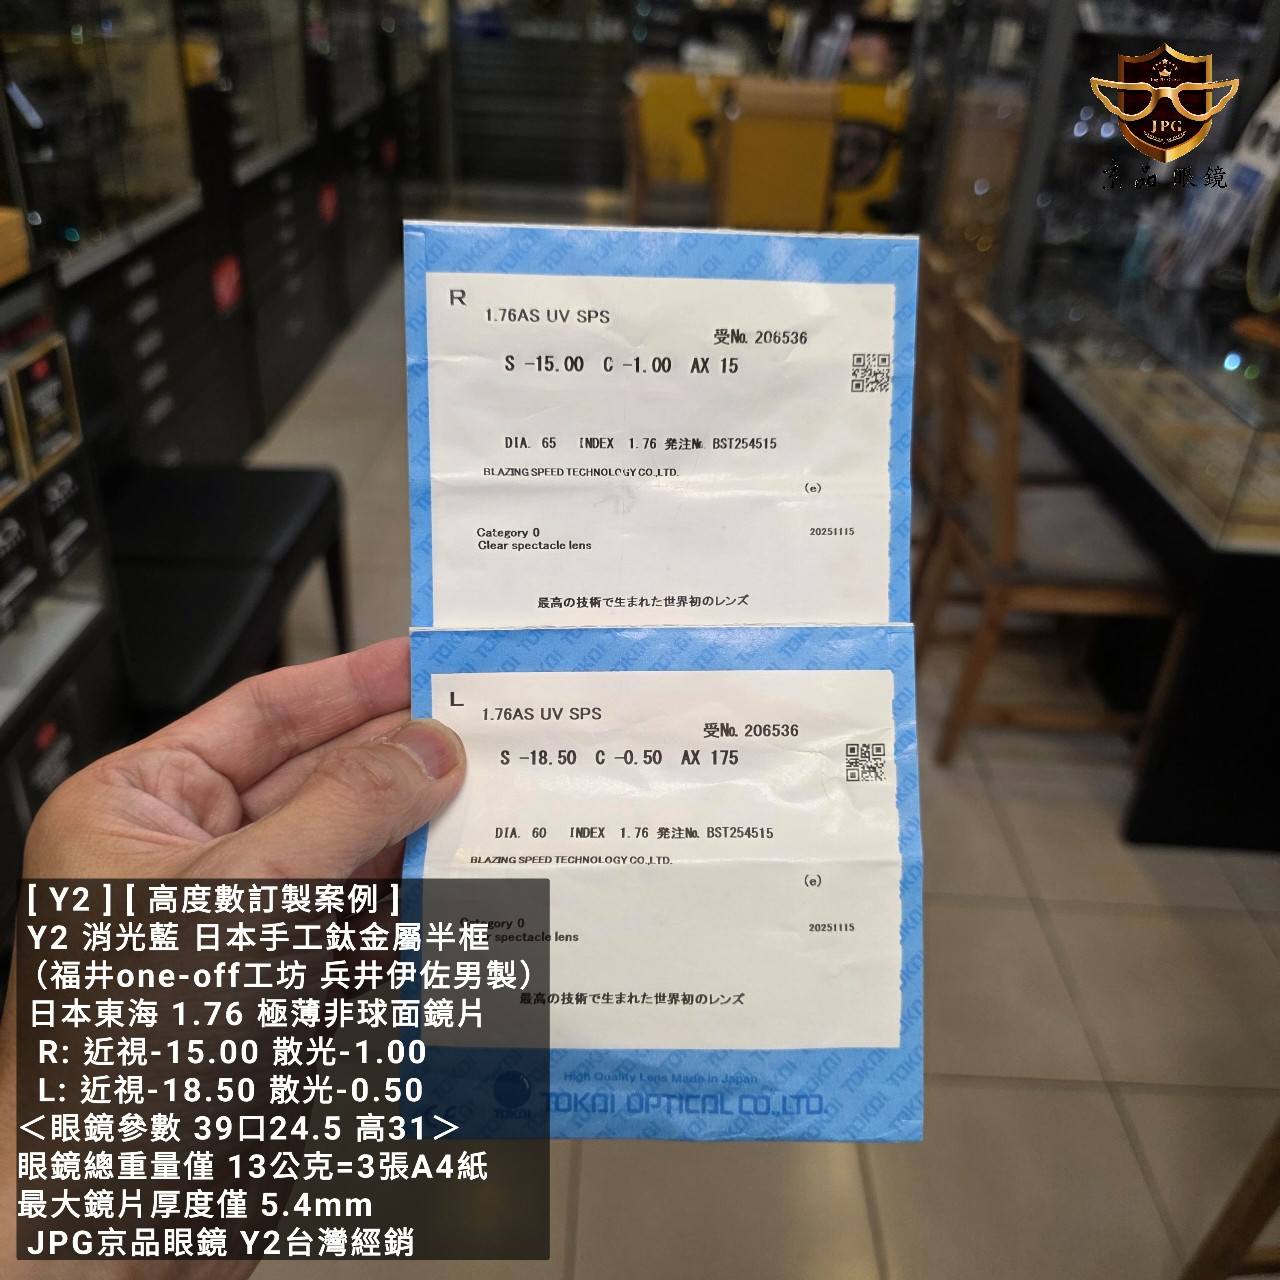 JPG
京品 眼鏡
TOKAI
R
1.76AS UV SPS
受No. 206536
S -15.00 C -1.00 AX 15
DIA. 65 INDEX 1.76 発注No. BST254515
BLAZING SPEED TECHNOLOGY CO.,LTD.
(e)
Category 0
20251115
Clear spectacle lens
最高の技術で生まれた世界初のレンズ
L
1.76AS UV SPS
受No. 206536
S -18.50 C -0.50 AX 175
DIA. 60 INDEX 1.76 発注No. BST254515
BLAZING SPEED TECHNOLOGY CO.,LTD.
(e)
Category 0
20251115
spectacle lens
最高の技術で生まれた世界初のレンズ
High Quality Lens Made in Japan
TOKAI
TOKAI OPTICAL CO.,LTD.
[ Y2 ] [ 高度數訂製案例 ]
Y2 消光藍 日本手工鈦金屬半框
（福井one-off工坊 兵井伊佐男製）
日本東海 1.76 極薄非球面鏡片
R: 近視-15.00 散光-1.00
L: 近視-18.50 散光-0.50
＜眼鏡參數 39口24.5 高31＞
眼鏡總重量僅 13公克=3張A4紙
最大鏡片厚度僅 5.4mm
JPG京品眼鏡 Y2台灣經銷